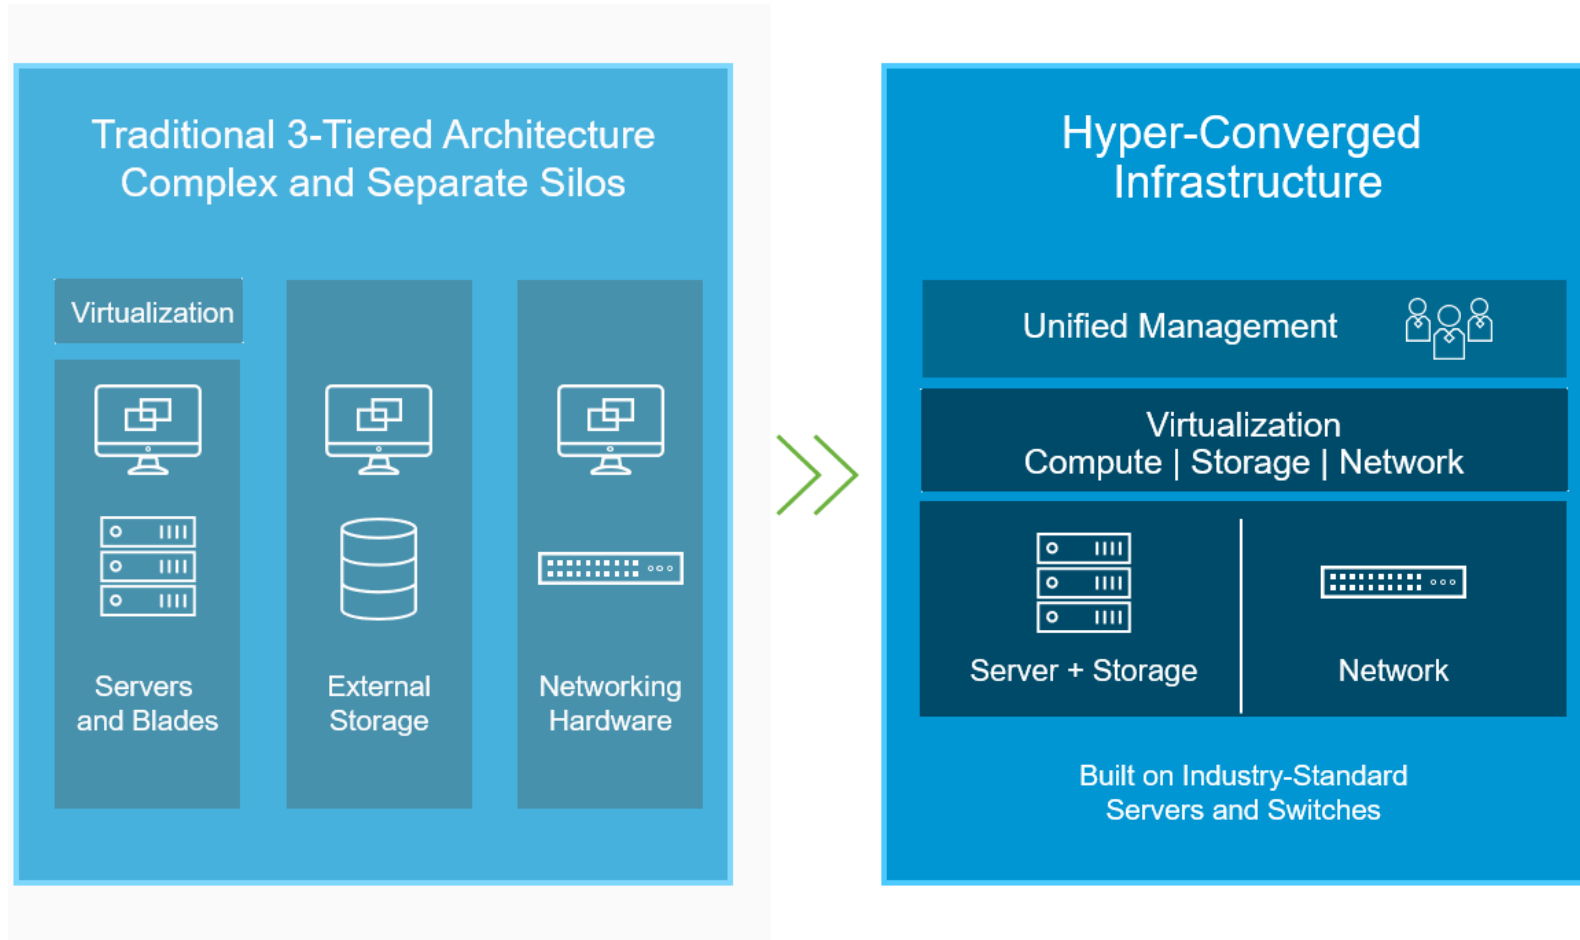 Traditional 3-Tiered Architecture
Complex and Separate Silos
Virtualization
Servers
and Blades
External
Storage
Networking
Hardware
Hyper-Converged
Infrastructure
Unified Management
Virtualization
Compute | Storage | Network
Server + Storage
Network
Built on Industry-Standard
Servers and Switches